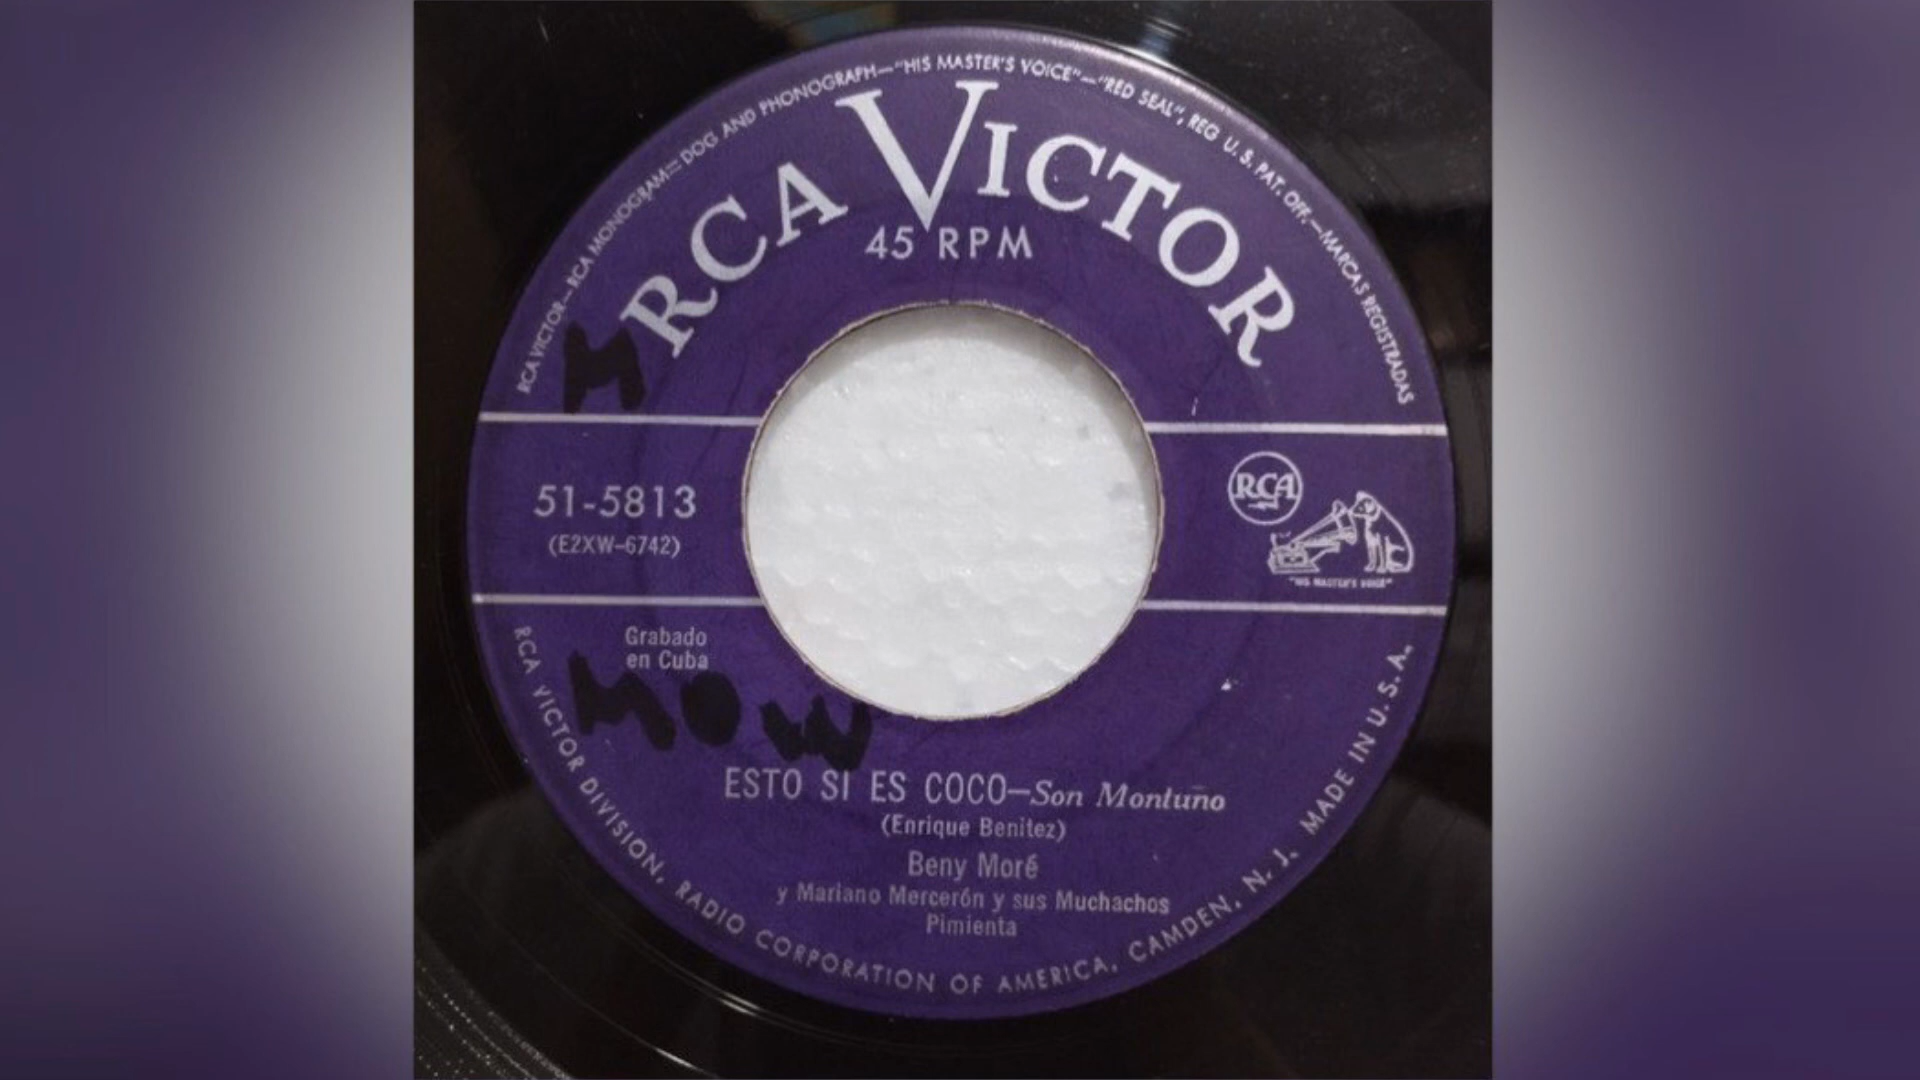 RCA VICTOR—RCA MONOGRAM—DOG AND PHONOGRAPH—"HIS MASTER'S VOICE"—"RED SEAL", REG. U.S. PAT. OFF.—MARCAS REGISTRADAS
RCA VICTOR
45 RPM
51-5813
(E2XW-6742)
RCA
"HIS MASTER'S VOICE"
Grabado
en Cuba
ESTO SI ES COCO—Son Montuño
(Enrique Benitez)
Beny Moré
y Mariano Mercerón y sus Muchachos
Pimienta
RCA VICTOR DIVISION, RADIO CORPORATION OF AMERICA, CAMDEN, N. J. MADE IN U.S.A.